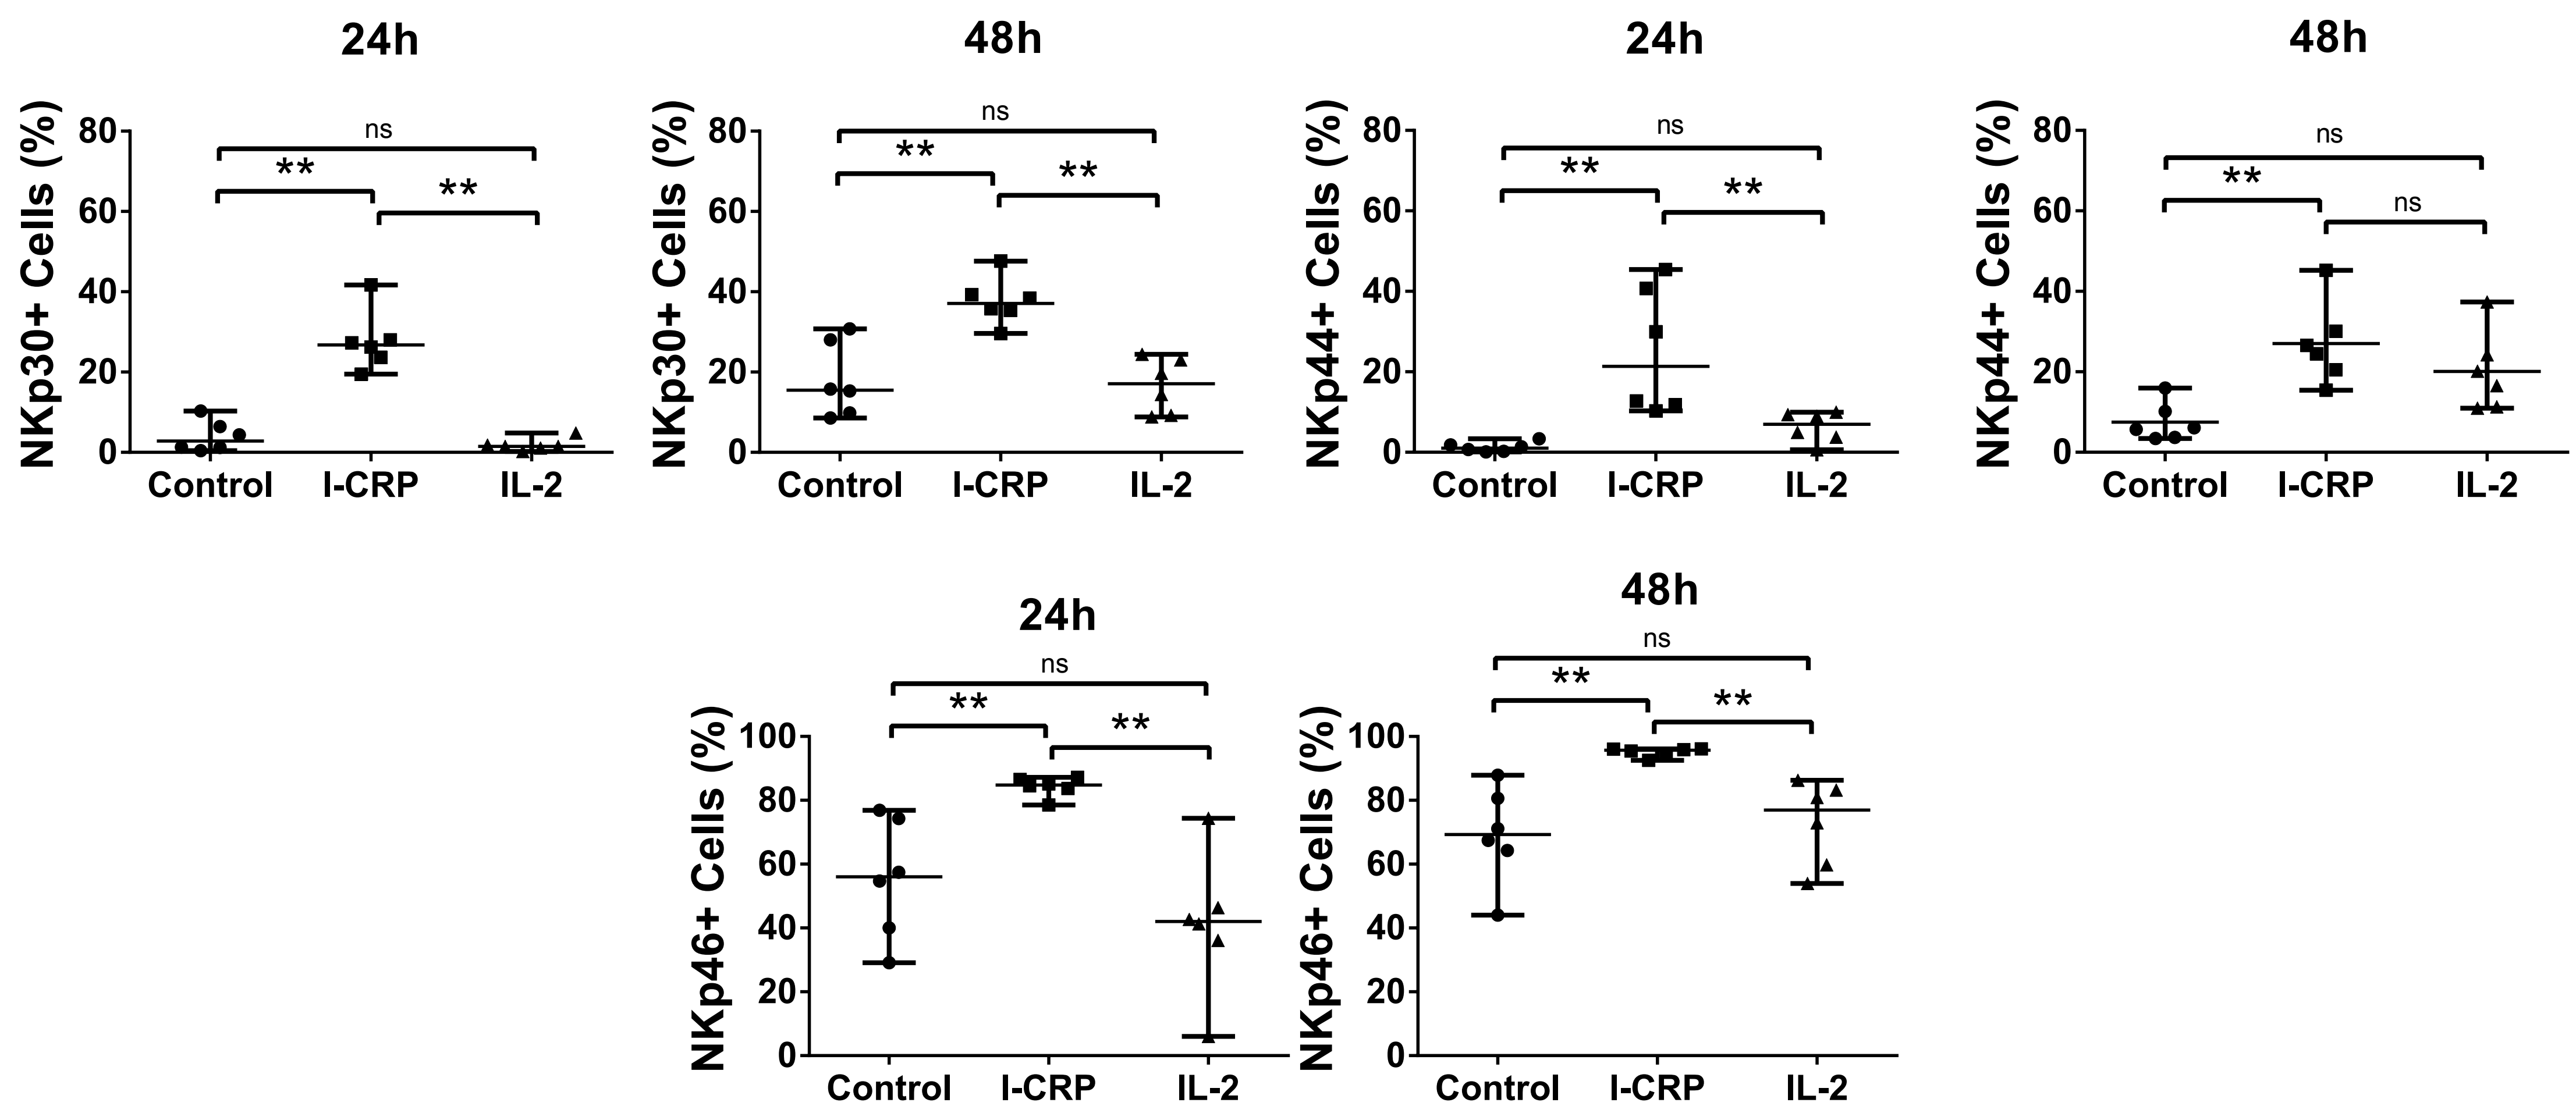 24h
NKp30+ Cells (%)
80
60
40
20
0
ns
**
**
Control I-CRP IL-2
48h
NKp30+ Cells (%)
80
60
40
20
0
ns
**
**
Control I-CRP IL-2
24h
NKp44+ Cells (%)
80
60
40
20
0
ns
**
**
Control I-CRP IL-2
48h
NKp44+ Cells (%)
80
60
40
20
0
ns
**
ns
Control I-CRP IL-2
24h
NKp46+ Cells (%)
100
80
60
40
20
0
ns
**
**
Control I-CRP IL-2
48h
NKp46+ Cells (%)
100
80
60
40
20
0
ns
**
**
Control I-CRP IL-2